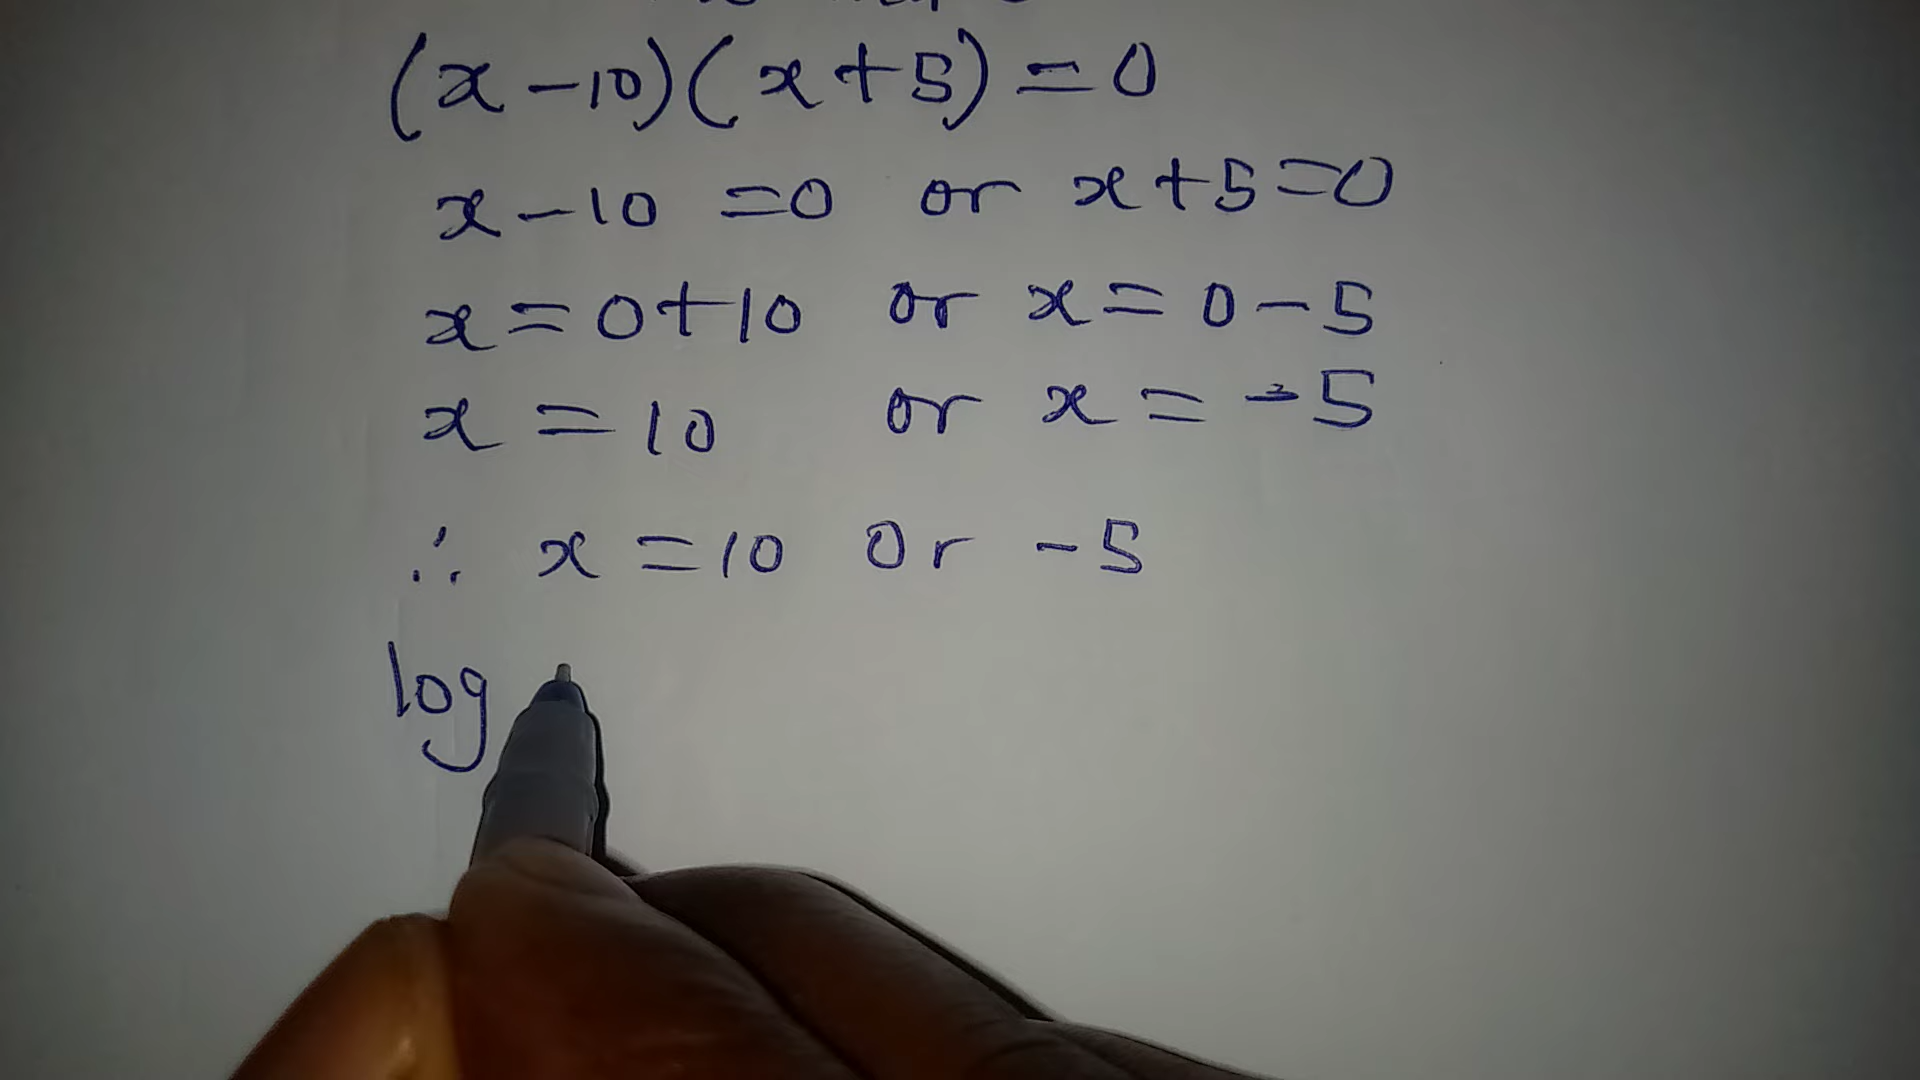 (x-10)(x+5)=0
x-10=0 or x+5=0
x=0+10 or x=0-5
x=10 or x=-5
∴ x=10 Or -5
log